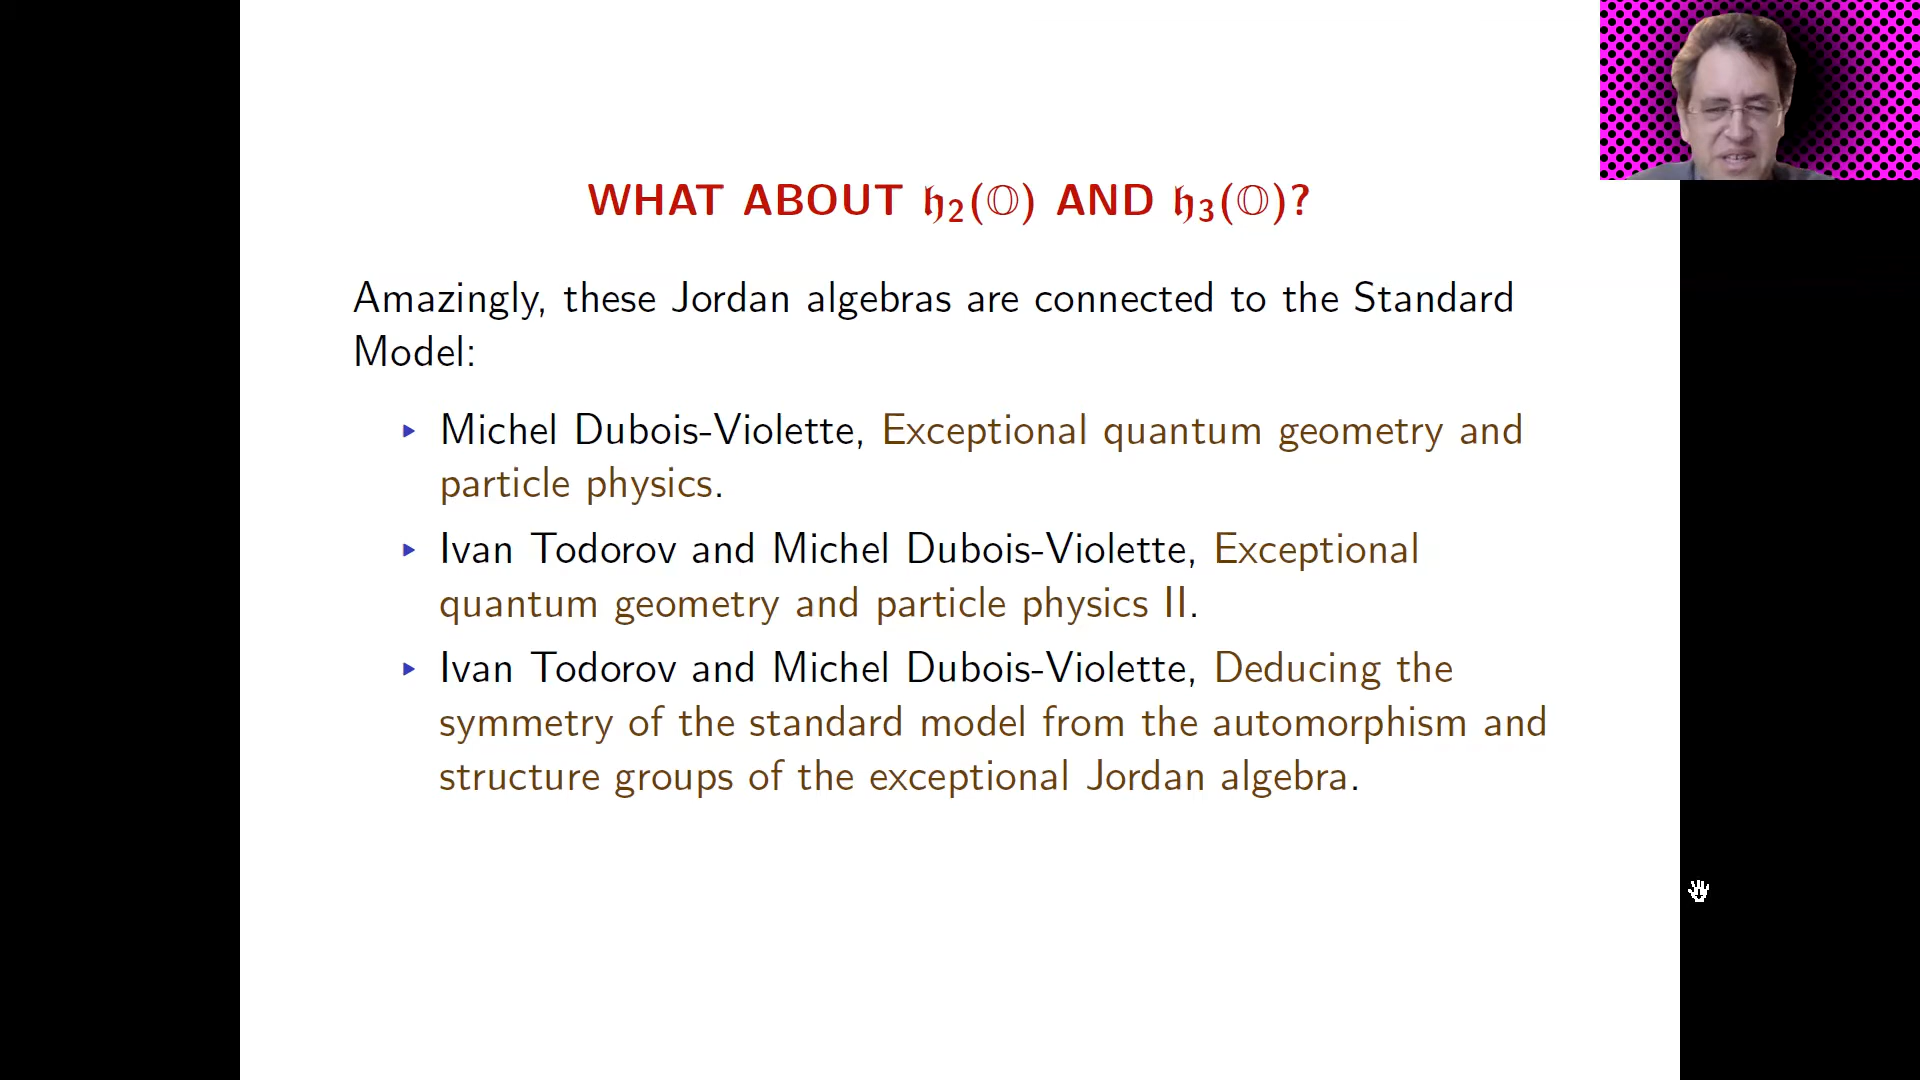 WHAT ABOUT 𝔥₂(𝕆) AND 𝔥₃(𝕆)?
Amazingly, these Jordan algebras are connected to the Standard
Model:
▸ Michel Dubois-Violette, Exceptional quantum geometry and
particle physics.
▸ Ivan Todorov and Michel Dubois-Violette, Exceptional
quantum geometry and particle physics II.
▸ Ivan Todorov and Michel Dubois-Violette, Deducing the
symmetry of the standard model from the automorphism and
structure groups of the exceptional Jordan algebra.